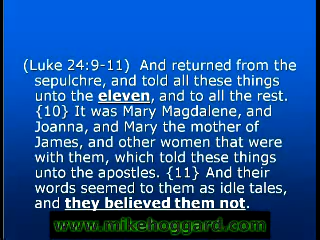 (Luke 24:9-11)  And returned from the
sepulchre, and told all these things
unto the eleven, and to all the rest.
{10} It was Mary Magdalene, and
Joanna, and Mary the mother of
James, and other women that were
with them, which told these things
unto the apostles. {11} And their
words seemed to them as idle tales,
and they believed them not.
www.mikehoggard.com